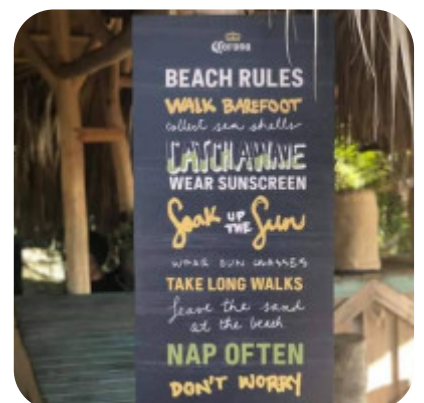 Corona
BEACH RULES
WALK BAREFOOT
collect sea shells
CATCH A WAVE
WEAR SUNSCREEN
Soak UP THE Sun
WEAR SUN GLASSES
TAKE LONG WALKS
leave the sand
at the beach
NAP OFTEN
DON'T WORRY